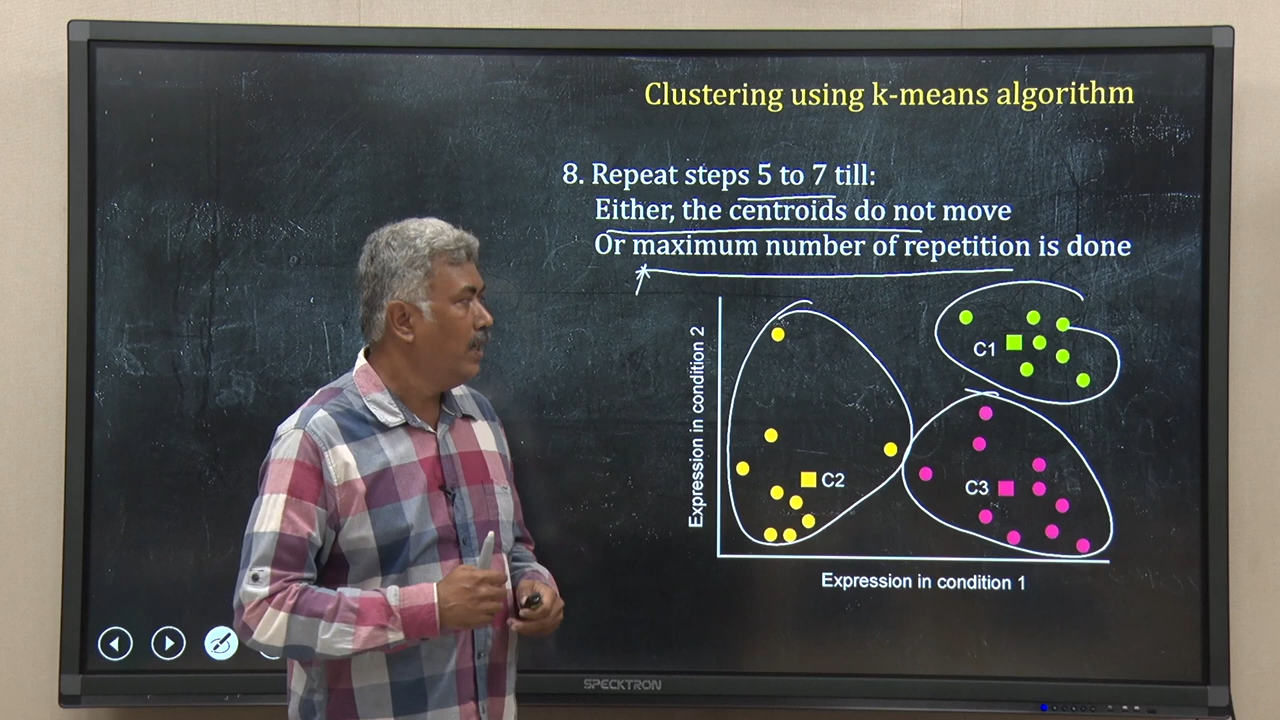 Clustering using k-means algorithm
8. Repeat steps 5 to 7 till:
Either, the centroids do not move
Or maximum number of repetition is done
Expression in condition 2
C1
C2
C3
Expression in condition 1
SPECKTRON